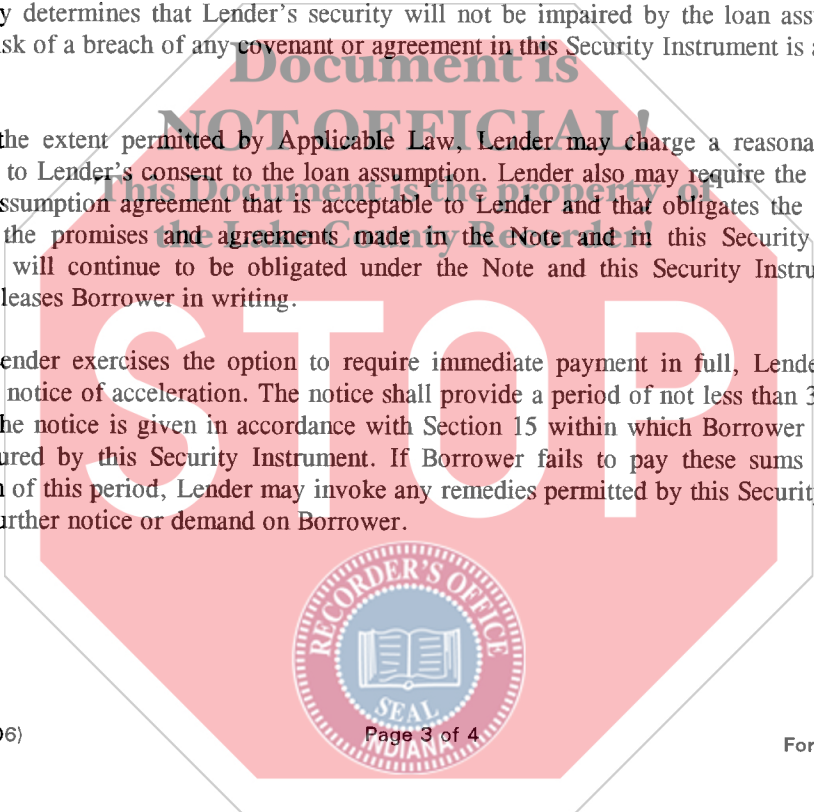 y determines that Lender's security will not be impaired by the loan ass
sk of a breach of any covenant or agreement in this Security Instrument is a
Document is
NOT OFFICIAL!
the extent permitted by Applicable Law, Lender may charge a reasona
to Lender's consent to the loan assumption. Lender also may require the
This Document is the property of
ssumption agreement that is acceptable to Lender and that obligates the
the Lake County Recorder!
the promises and agreements made in the Note and in this Security
will continue to be obligated under the Note and this Security Instru
leases Borrower in writing.
STOP
ender exercises the option to require immediate payment in full, Lende
notice of acceleration. The notice shall provide a period of not less than 3
he notice is given in accordance with Section 15 within which Borrower
ured by this Security Instrument. If Borrower fails to pay these sums
n of this period, Lender may invoke any remedies permitted by this Security
urther notice or demand on Borrower.
RECORDER'S OFFICE
SEAL
INDIANA
06)
Page 3 of 4
For